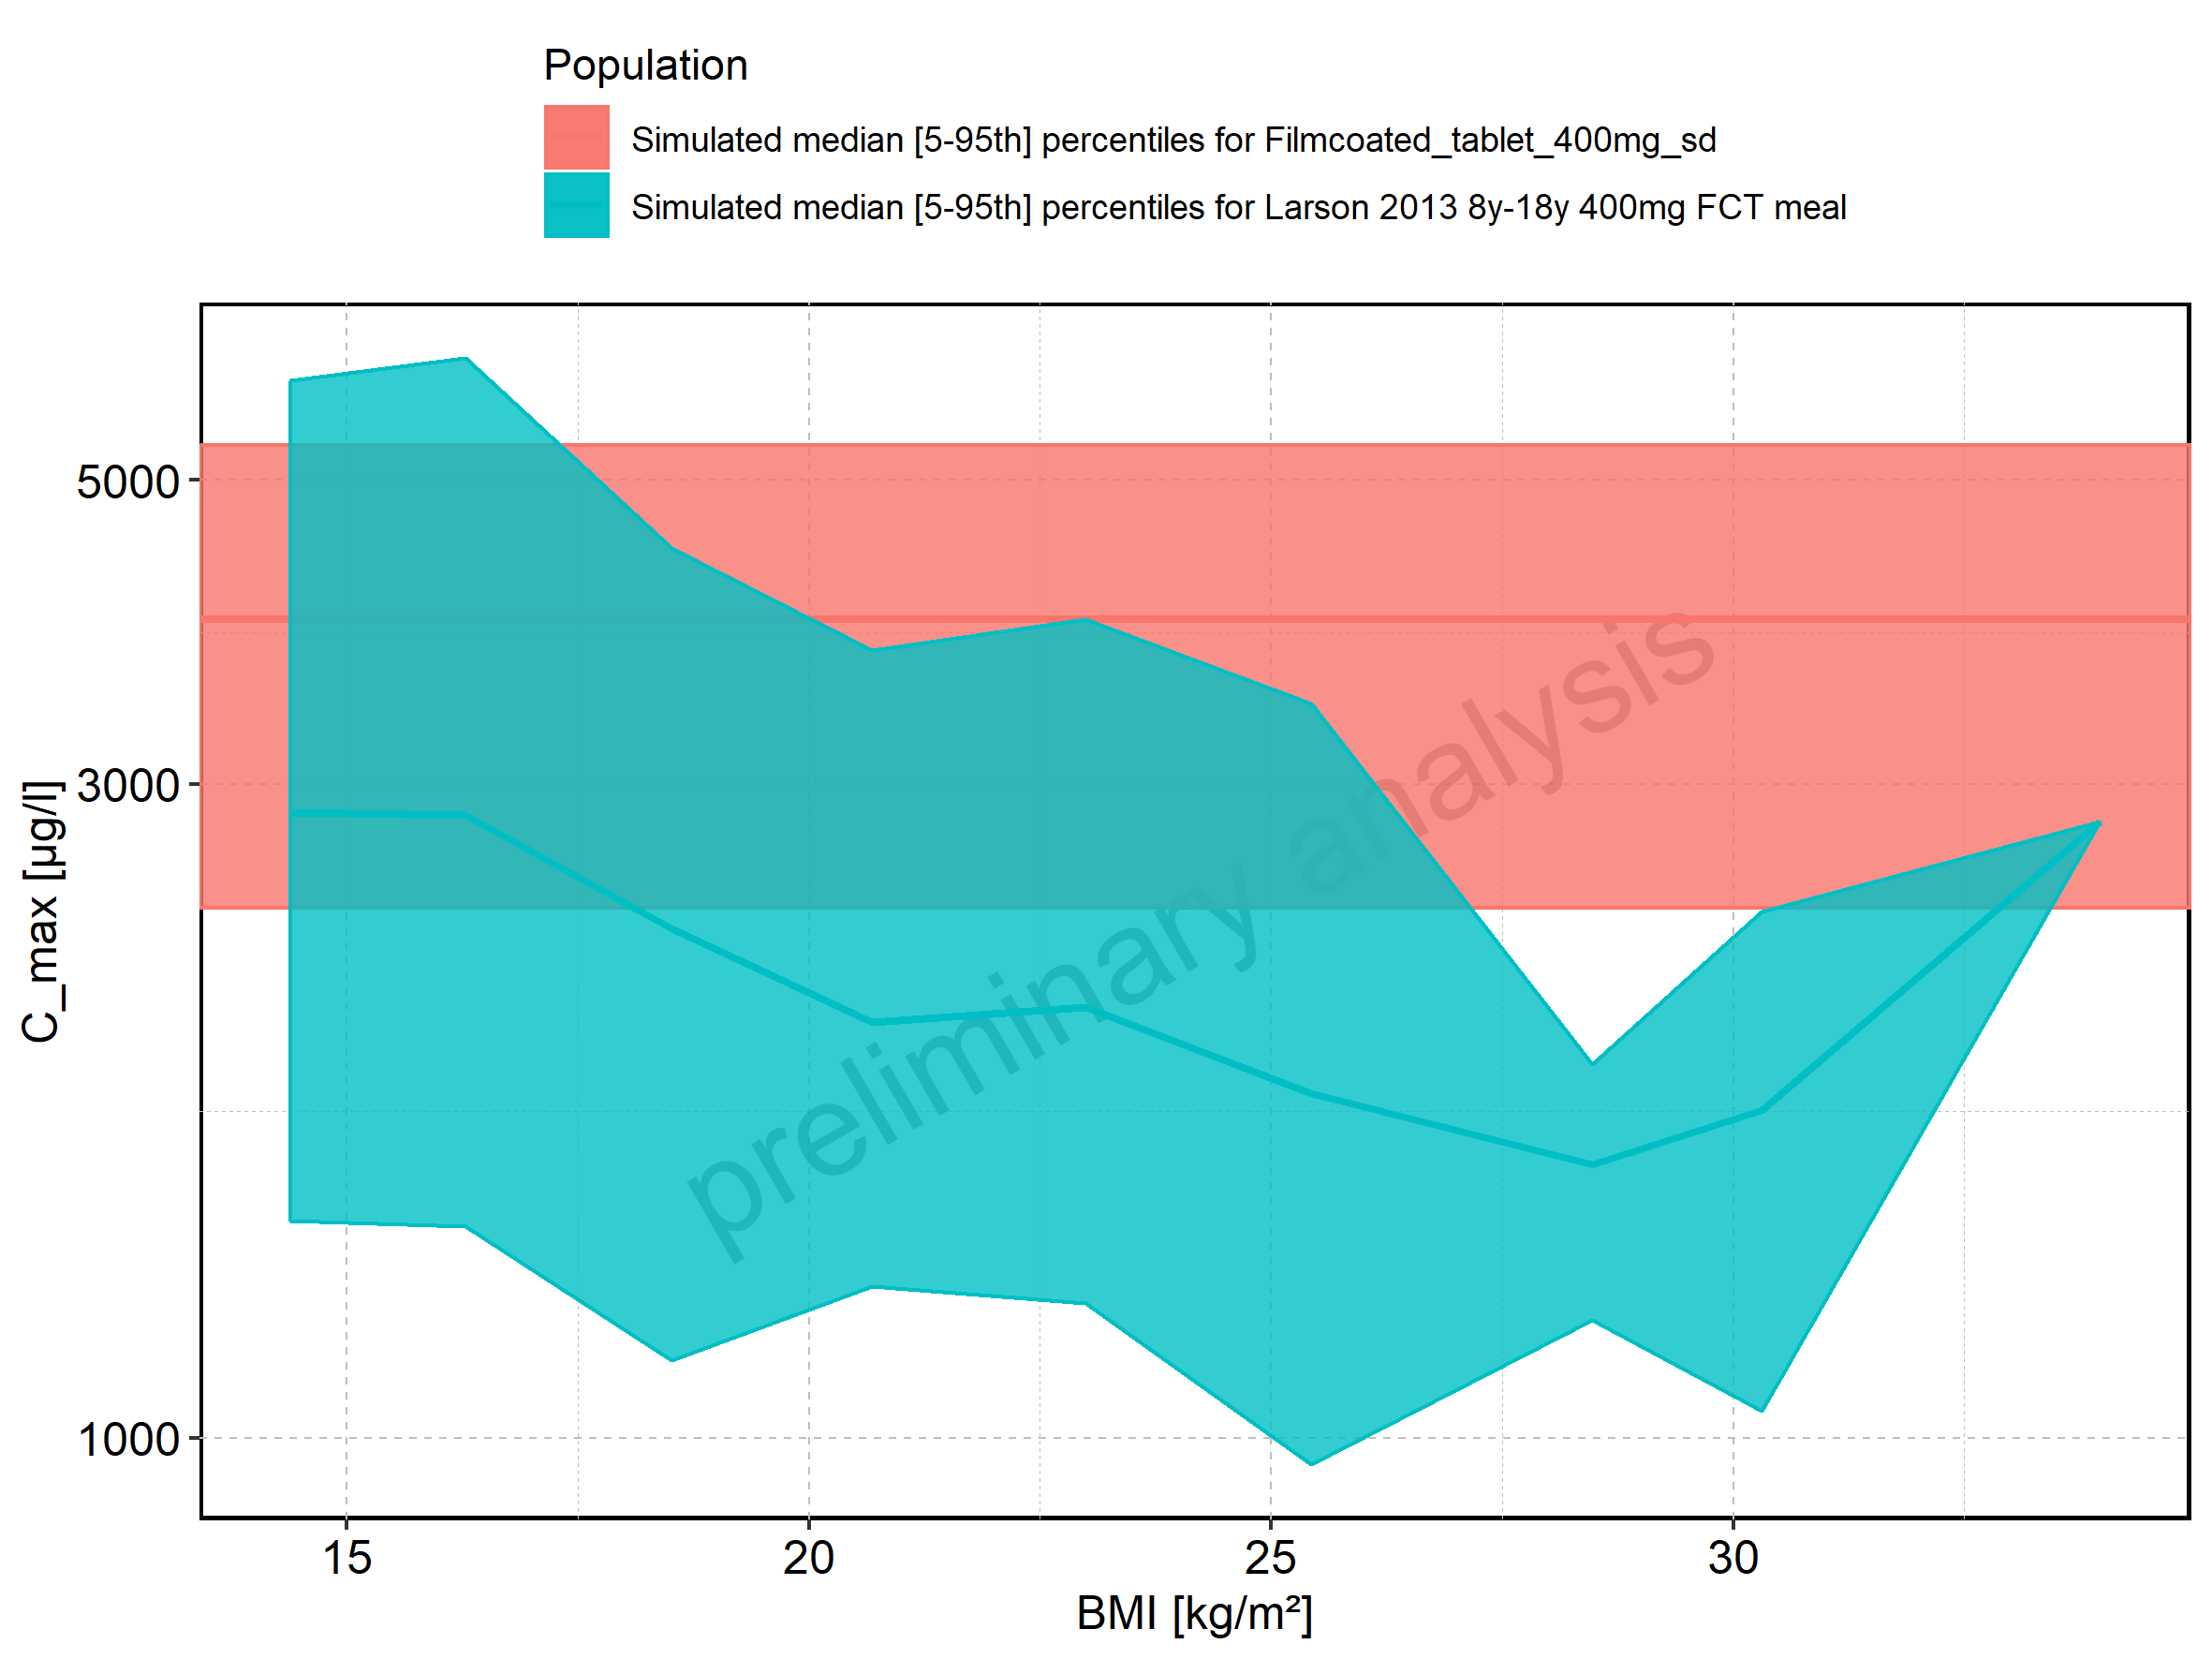 Population
Simulated median [5-95th] percentiles for Filmcoated_tablet_400mg_sd
Simulated median [5-95th] percentiles for Larson 2013 8y-18y 400mg FCT meal
5000
3000
1000
C_max [µg/l]
preliminary analysis
15 20 25 30
BMI [kg/m²]